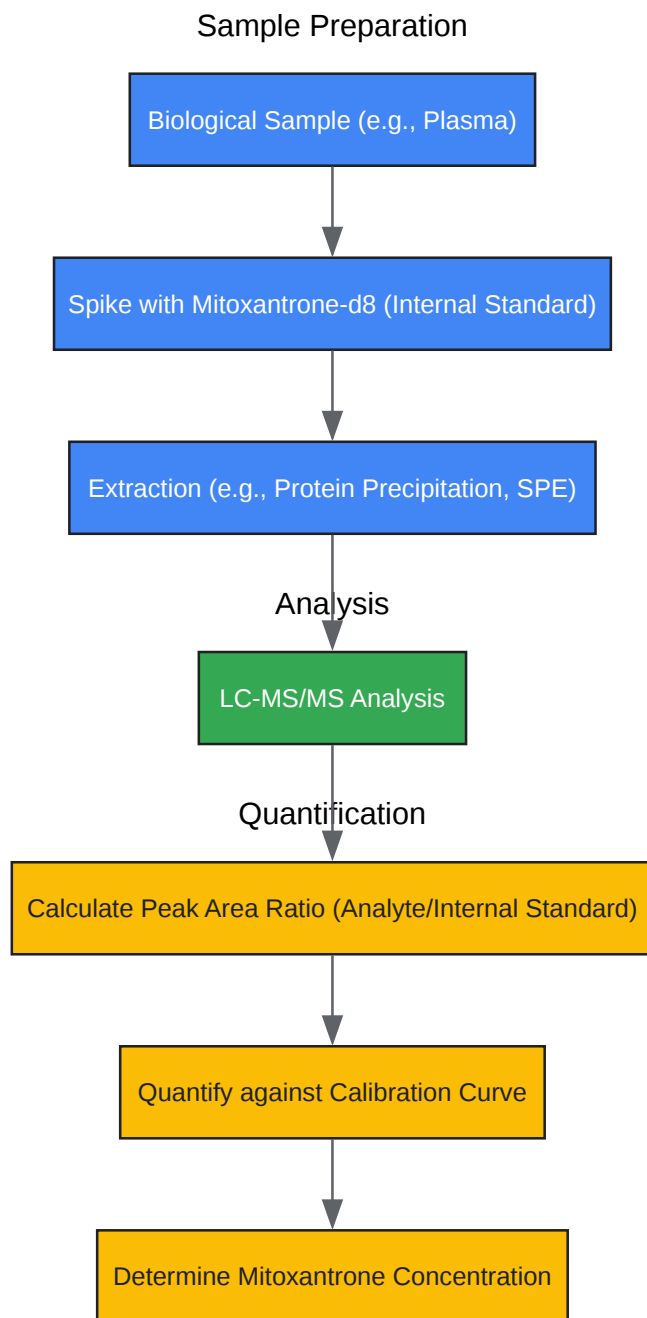 Sample Preparation
Biological Sample (e.g., Plasma)
Spike with Mitoxantrone-d8 (Internal Standard)
Extraction (e.g., Protein Precipitation, SPE)
Analysis
LC-MS/MS Analysis
Quantification
Calculate Peak Area Ratio (Analyte/Internal Standard)
Quantify against Calibration Curve
Determine Mitoxantrone Concentration